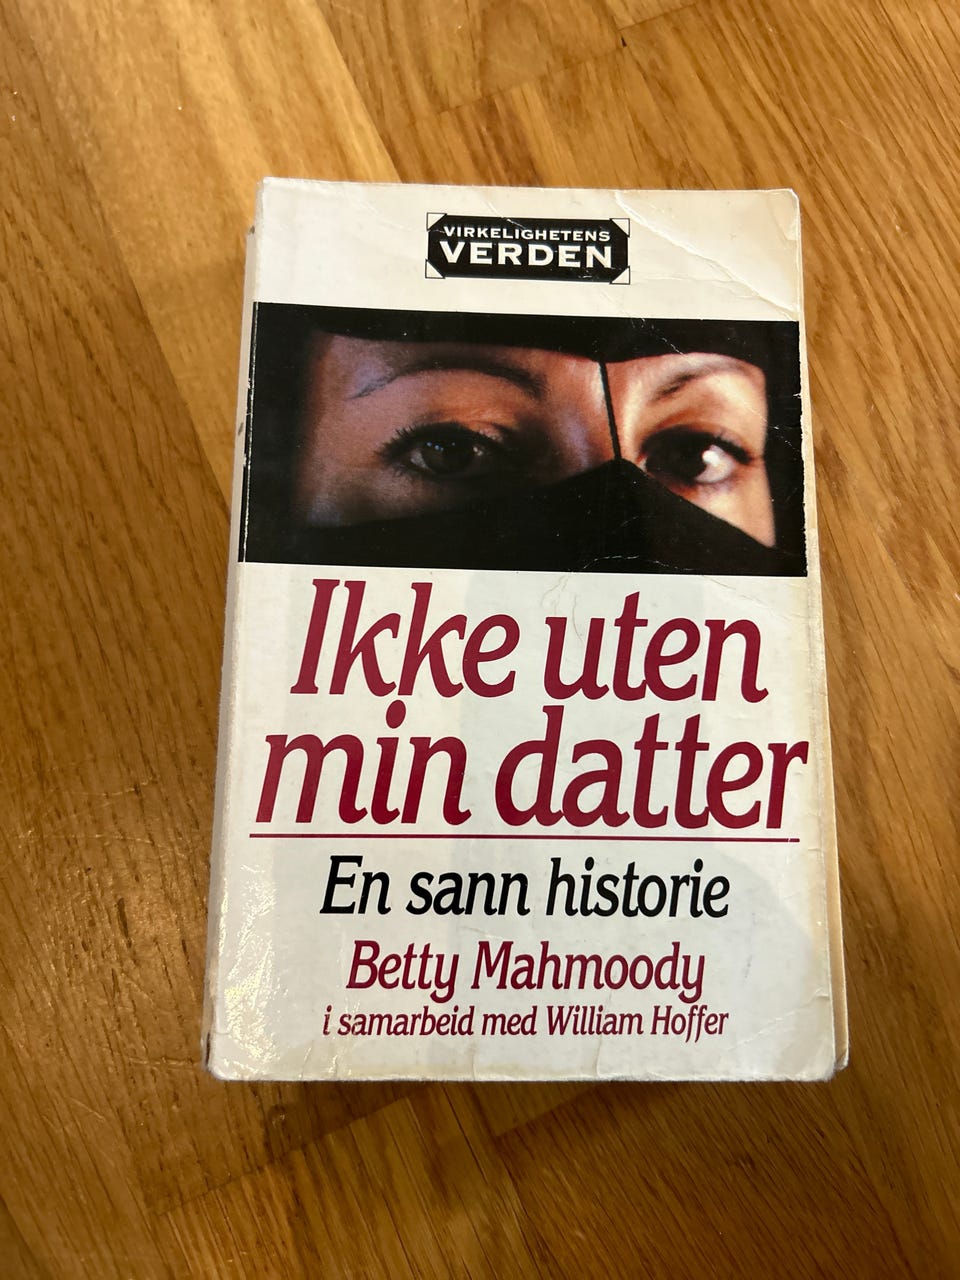 VIRKELIGHETENS
VERDEN
Ikke uten
min datter
En sann historie
Betty Mahmoody
i samarbeid med William Hoffer